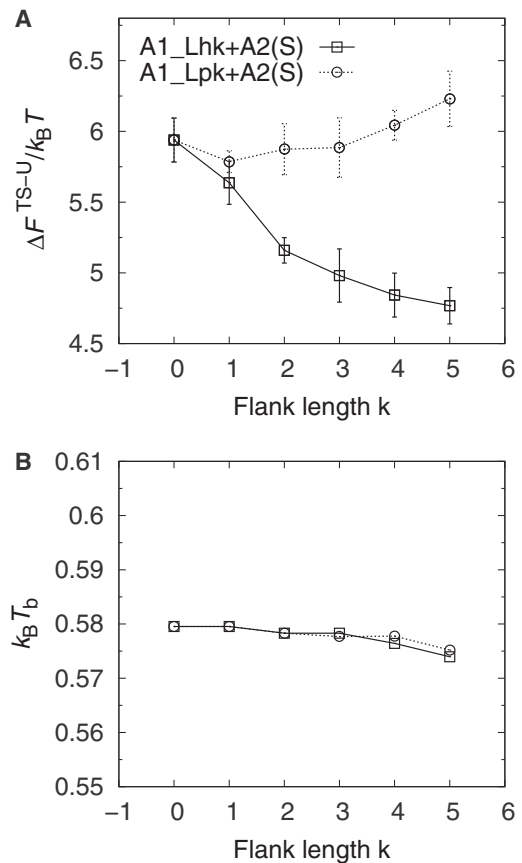 A
A1_Lhk+A2(S)
A1_Lpk+A2(S)
ΔF^TS–U/k_BT
6.5
6
5.5
5
4.5
−1 0 1 2 3 4 5 6
Flank length k
B
k_BT_b
0.61
0.6
0.59
0.58
0.57
0.56
0.55
−1 0 1 2 3 4 5 6
Flank length k